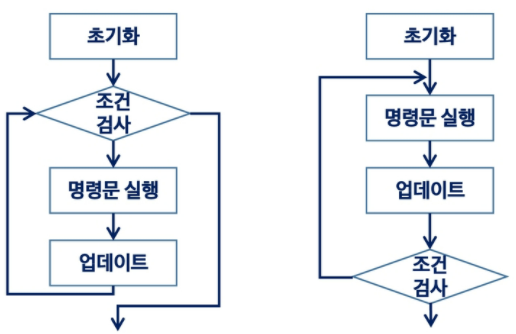 초기화
조건
검사
명령문 실행
업데이트
초기화
명령문 실행
업데이트
조건
검사